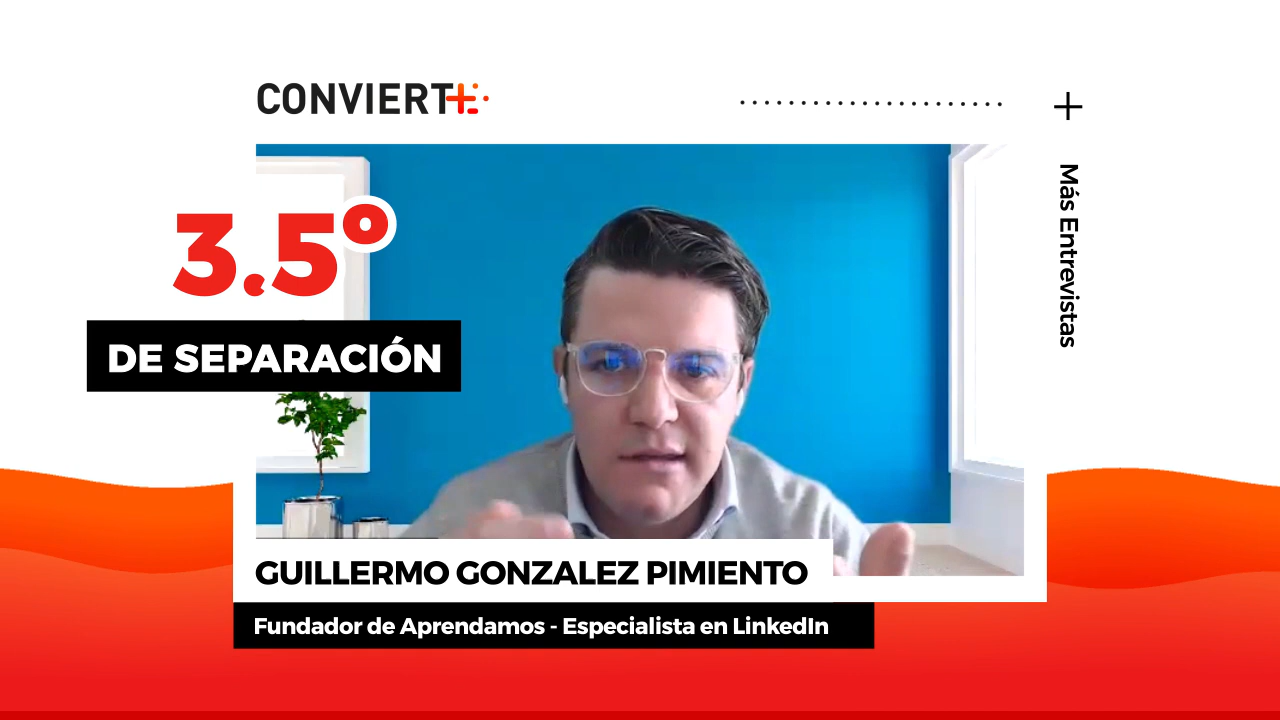 CONVIERT
3.5°
DE SEPARACIÓN
Más Entrevistas
GUILLERMO GONZALEZ PIMIENTO
Fundador de Aprendamos - Especialista en LinkedIn